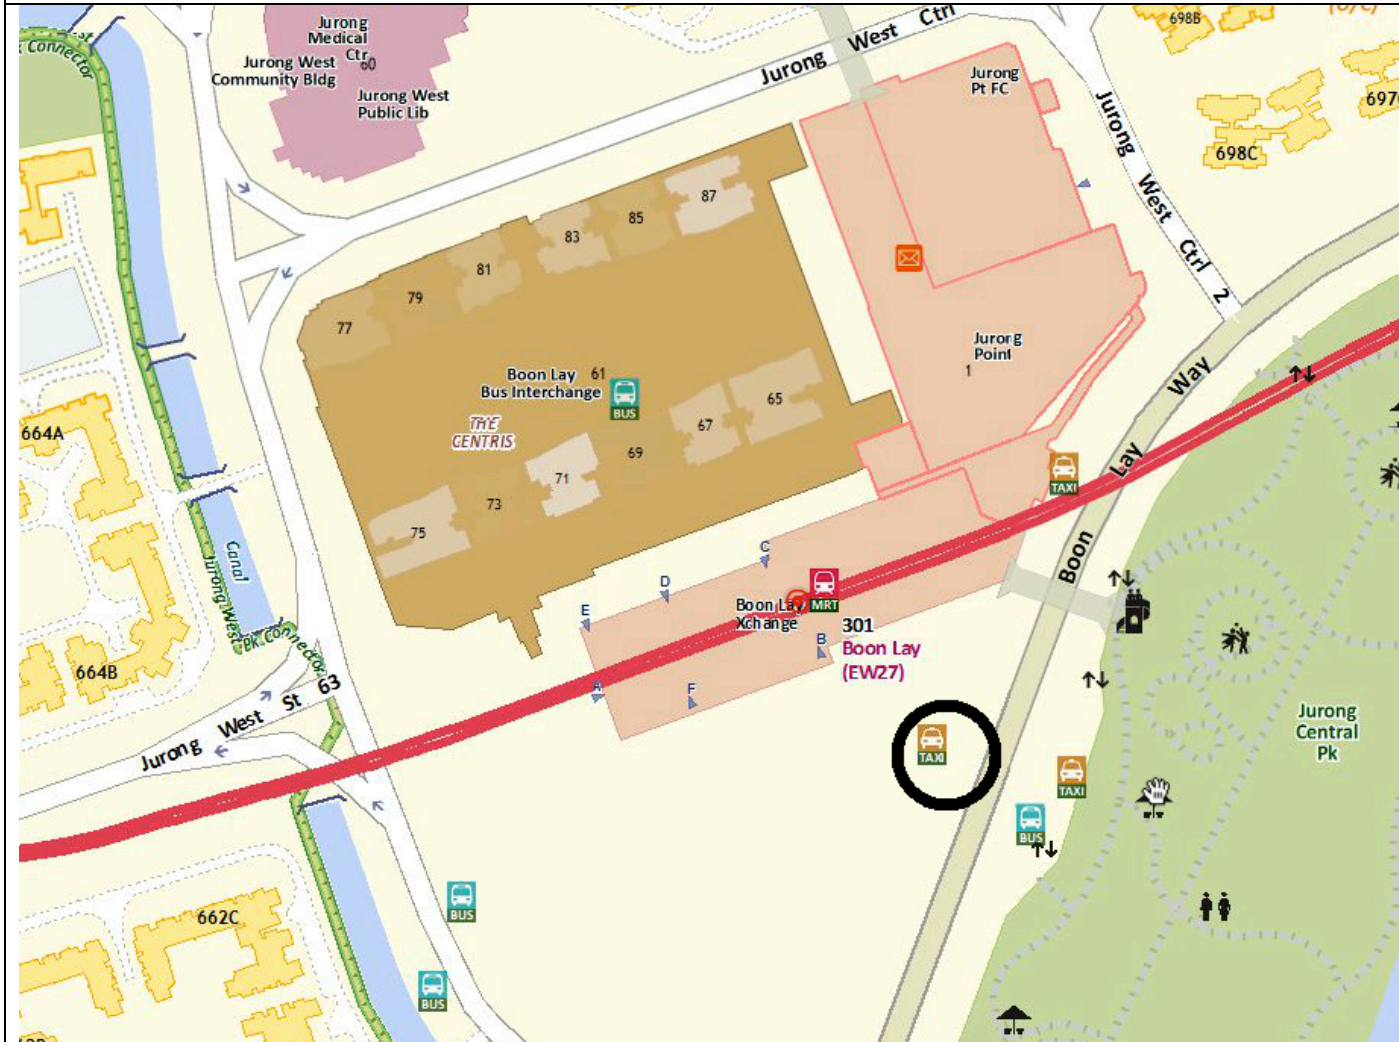 Jurong
Medical
Ctr
60
Jurong West
Community Bldg
Jurong West
Public Lib
Jurong West Ctrl
Jurong
Pt FC
698B
697
698C
Jurong West Ctrl 2
Pk Connector
87
85
83
81
79
77
Boon Lay
Bus Interchange
61
BUS
THE
CENTRIS
65
67
69
71
73
75
Jurong
Point
1
TAXI
Boon Lay Way
664A
Canal
Jurong West Pk Connector
664B
Jurong West St 63
C
D
E
A
F
B
Boon Lay
Xchange
MRT
301
Boon Lay
(EW27)
TAXI
TAXI
BUS
Jurong
Central
Pk
662C
BUS
BUS